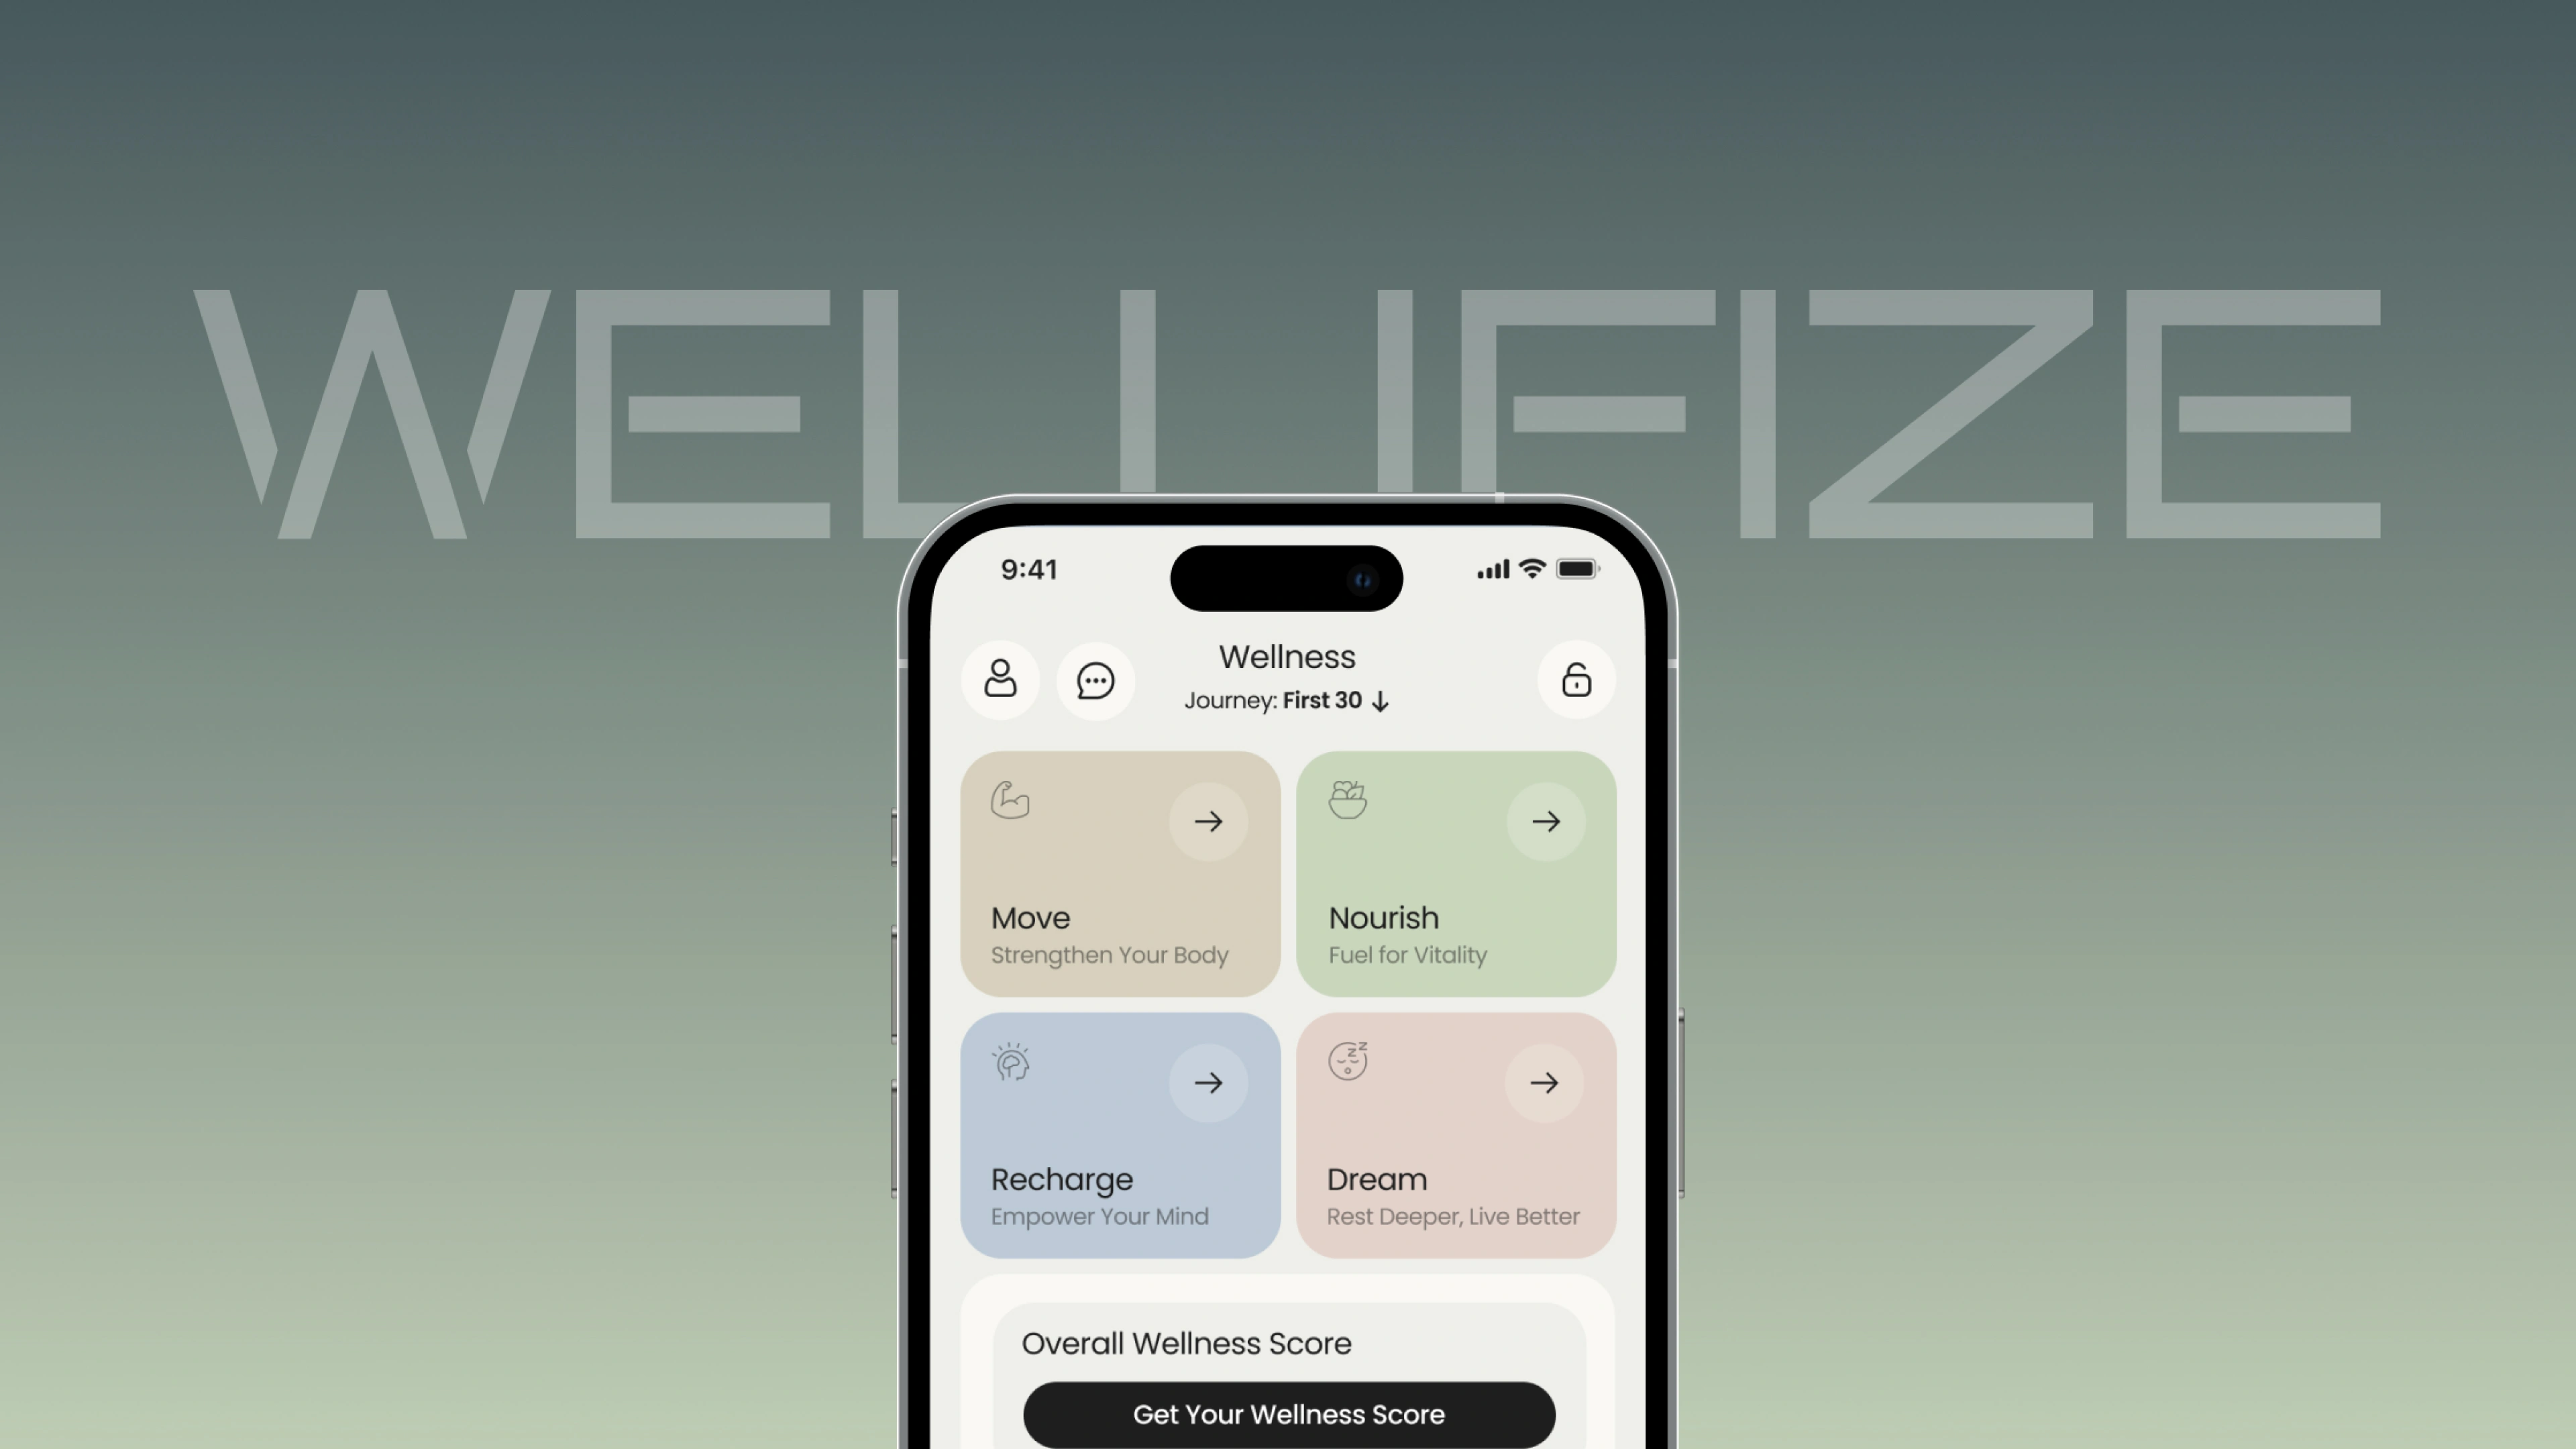 WELLIFIZE
9:41
Wellness
Journey: First 30 ↓
Move
Strengthen Your Body
Nourish
Fuel for Vitality
Recharge
Empower Your Mind
Dream
Rest Deeper, Live Better
Overall Wellness Score
Get Your Wellness Score